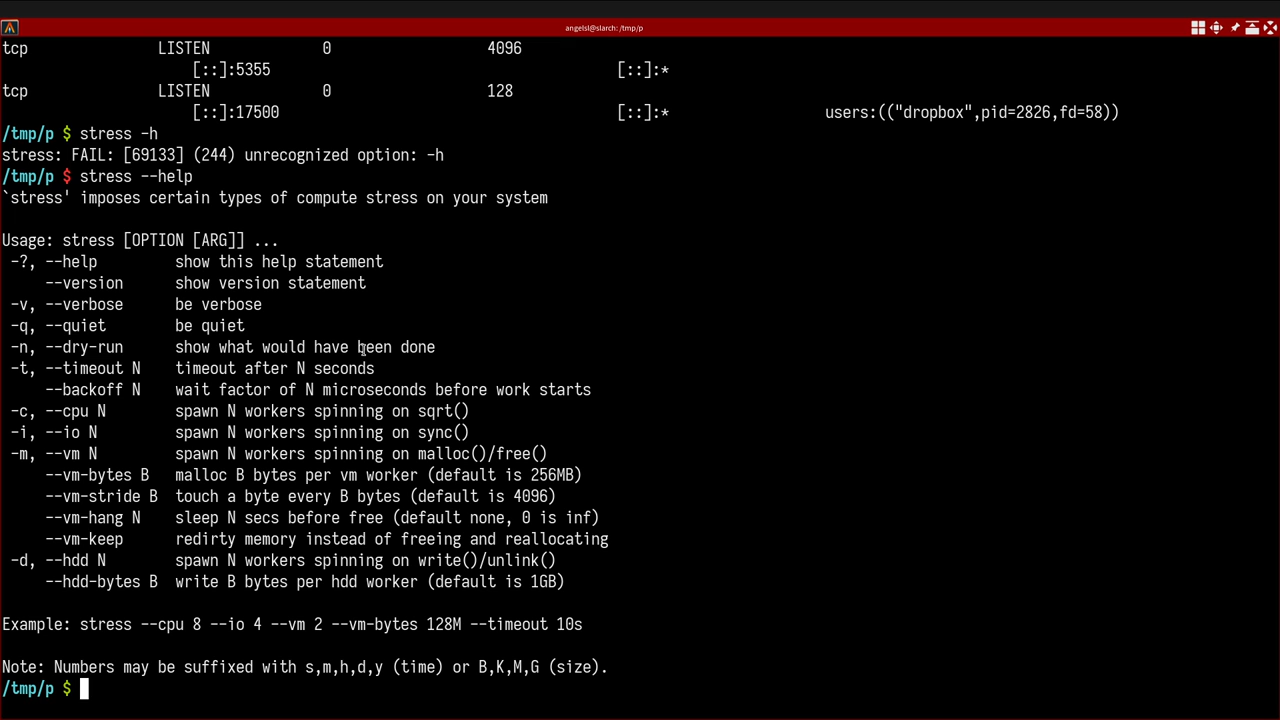 angelsl@slarch: /tmp/p
tcp LISTEN 0 4096
[::]:5355 [::]:*
tcp LISTEN 0 128
[::]:17500 [::]:* users:(("dropbox",pid=2826,fd=58))
/tmp/p $ stress -h
stress: FAIL: [69133] (244) unrecognized option: -h
/tmp/p $ stress --help
`stress' imposes certain types of compute stress on your system
Usage: stress [OPTION [ARG]] ...
-?, --help show this help statement
--version show version statement
-v, --verbose be verbose
-q, --quiet be quiet
-n, --dry-run show what would have been done
-t, --timeout N timeout after N seconds
--backoff N wait factor of N microseconds before work starts
-c, --cpu N spawn N workers spinning on sqrt()
-i, --io N spawn N workers spinning on sync()
-m, --vm N spawn N workers spinning on malloc()/free()
--vm-bytes B malloc B bytes per vm worker (default is 256MB)
--vm-stride B touch a byte every B bytes (default is 4096)
--vm-hang N sleep N secs before free (default none, 0 is inf)
--vm-keep redirty memory instead of freeing and reallocating
-d, --hdd N spawn N workers spinning on write()/unlink()
--hdd-bytes B write B bytes per hdd worker (default is 1GB)
Example: stress --cpu 8 --io 4 --vm 2 --vm-bytes 128M --timeout 10s
Note: Numbers may be suffixed with s,m,h,d,y (time) or B,K,M,G (size).
/tmp/p $